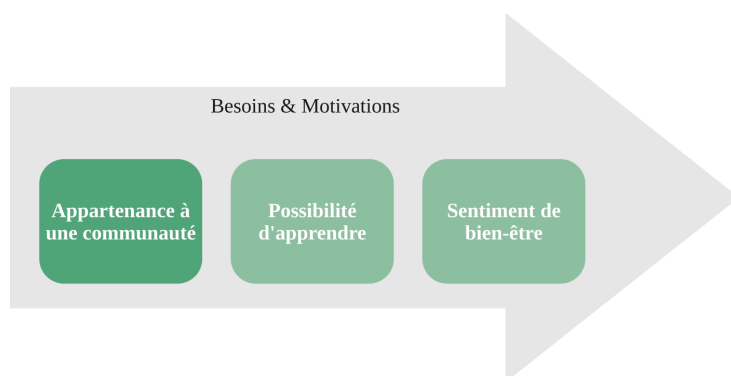 Besoins & Motivations
Appartenance à
une communauté
Possibilité
d'apprendre
Sentiment de
bien-être